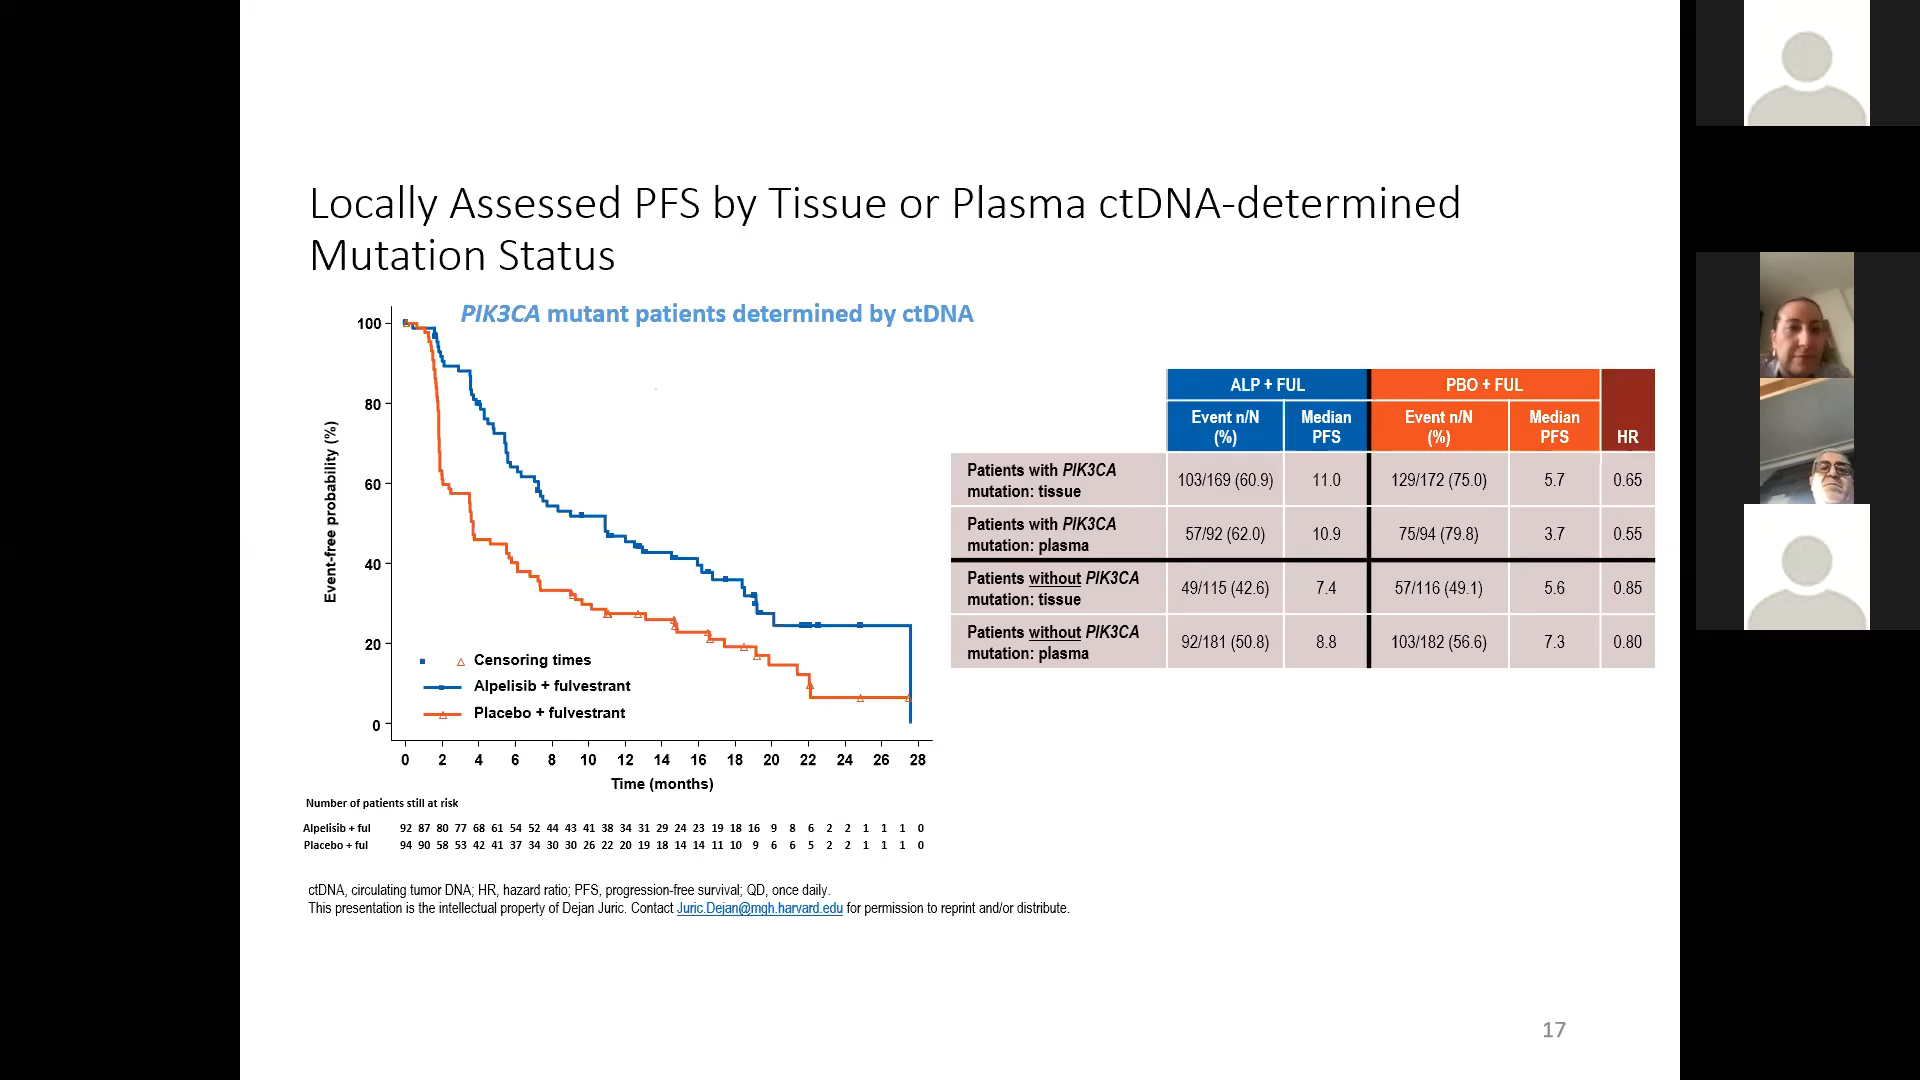 Locally Assessed PFS by Tissue or Plasma ctDNA-determined
Mutation Status
PIK3CA mutant patients determined by ctDNA
Event-free probability (%)
100
80
60
40
20
0
Censoring times
Alpelisib + fulvestrant
Placebo + fulvestrant
0 2 4 6 8 10 12 14 16 18 20 22 24 26 28
Time (months)
Number of patients still at risk
Alpelisib + ful 92 87 80 77 68 61 54 52 44 43 41 38 34 31 29 24 23 19 18 16 9 8 6 2 2 1 1 1 0
Placebo + ful 94 90 58 53 42 41 37 34 30 30 26 22 20 19 18 14 14 11 10 9 6 6 5 2 2 1 1 1 0
ALP + FUL PBO + FUL HR
Event n/N (%) Median PFS Event n/N (%) Median PFS
Patients with PIK3CA mutation: tissue 103/169 (60.9) 11.0 129/172 (75.0) 5.7 0.65
Patients with PIK3CA mutation: plasma 57/92 (62.0) 10.9 75/94 (79.8) 3.7 0.55
Patients without PIK3CA mutation: tissue 49/115 (42.6) 7.4 57/116 (49.1) 5.6 0.85
Patients without PIK3CA mutation: plasma 92/181 (50.8) 8.8 103/182 (56.6) 7.3 0.80
ctDNA, circulating tumor DNA; HR, hazard ratio; PFS, progression-free survival; QD, once daily.
This presentation is the intellectual property of Dejan Juric. Contact Juric.Dejan@mgh.harvard.edu for permission to reprint and/or distribute.
17